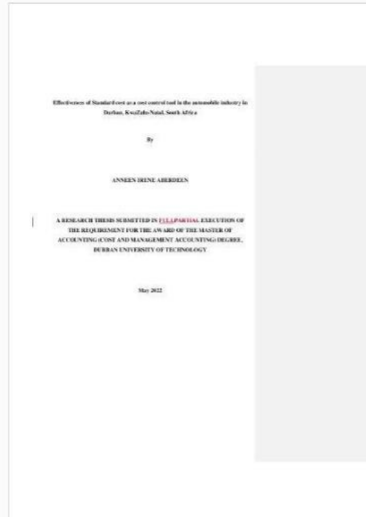 Effectiveness of Standard cost as a cost control tool in the automobile industry in
Durban, KwaZulu-Natal, South Africa
By
ANNEEN IRENE ABERDEEN
A RESEARCH THESIS SUBMITTED IN FULLPARTIAL EXECUTION OF
THE REQUIREMENT FOR THE AWARD OF THE MASTER OF
ACCOUNTING (COST AND MANAGEMENT ACCOUNTING) DEGREE,
DURBAN UNIVERSITY OF TECHNOLOGY
May 2022